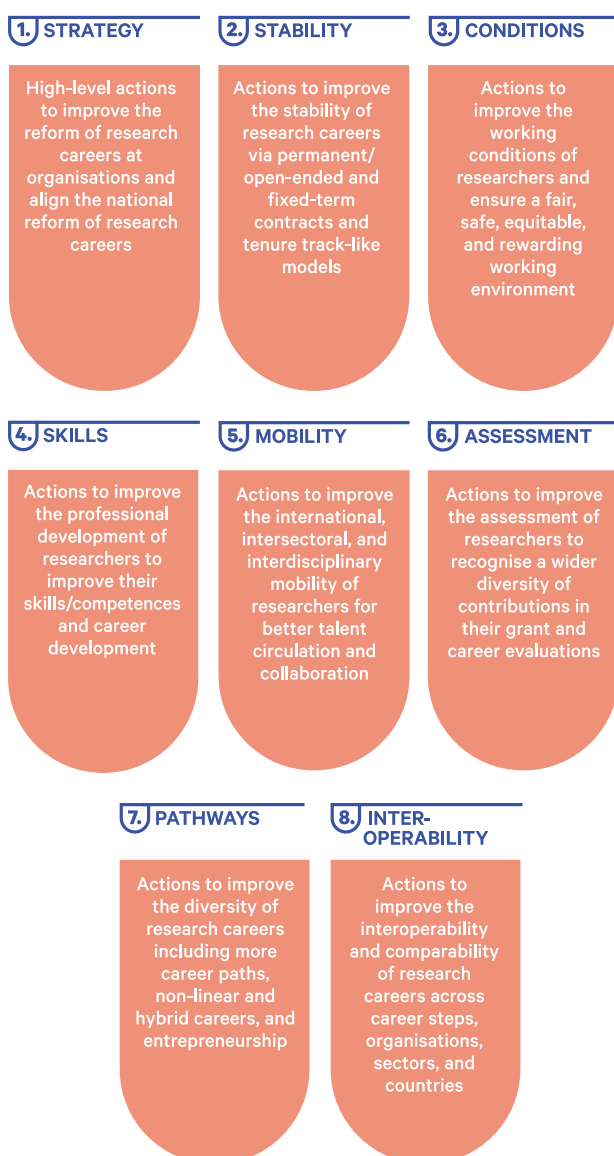 1. STRATEGY
High-level actions
to improve the
reform of research
careers at
organisations and
align the national
reform of research
careers
2. STABILITY
Actions to improve
the stability of
research careers
via permanent/
open-ended and
fixed-term
contracts and
tenure track-like
models
3. CONDITIONS
Actions to
improve the
working
conditions of
researchers and
ensure a fair,
safe, equitable,
and rewarding
working
environment
4. SKILLS
Actions to improve
the professional
development of
researchers to
improve their
skills/competences
and career
development
5. MOBILITY
Actions to improve
the international,
intersectoral, and
interdisciplinary
mobility of
researchers for
better talent
circulation and
collaboration
6. ASSESSMENT
Actions to improve
the assessment of
researchers to
recognise a wider
diversity of
contributions in
their grant and
career evaluations
7. PATHWAYS
Actions to improve
the diversity of
research careers
including more
career paths,
non-linear and
hybrid careers, and
entrepreneurship
8. INTER-
OPERABILITY
Actions to
improve the
interoperability
and comparability
of research
careers across
career steps,
organisations,
sectors, and
countries